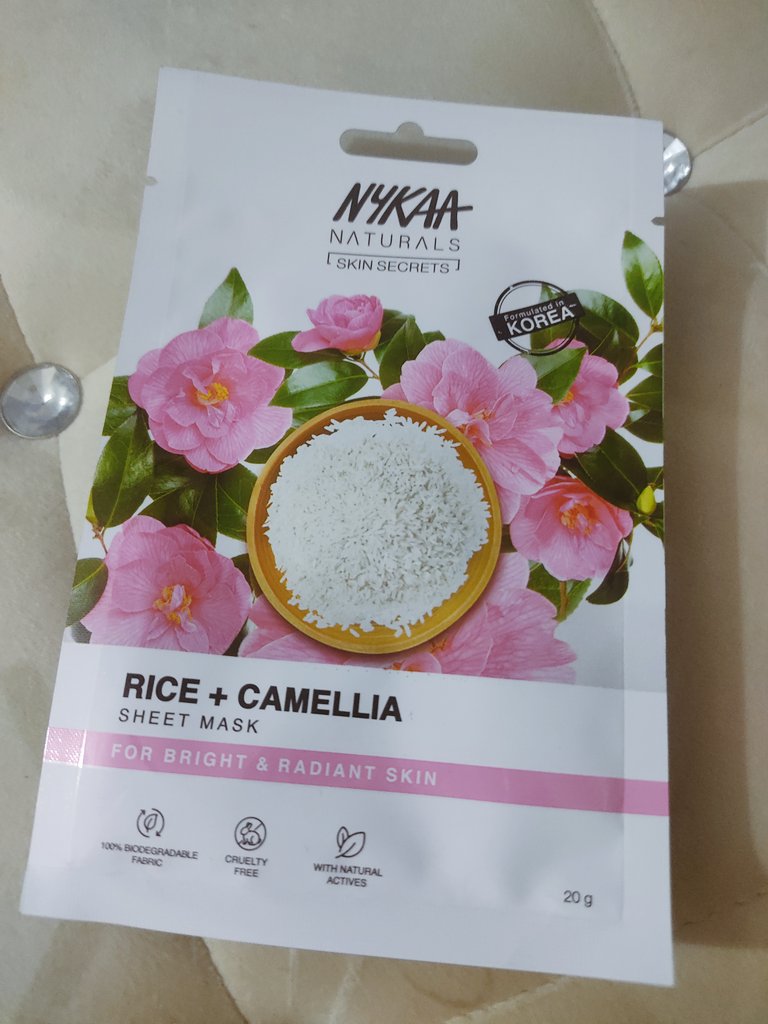 NYKAA
NATURALS
SKIN SECRETS
Formulated in
KOREA
RICE + CAMELLIA
SHEET MASK
FOR BRIGHT & RADIANT SKIN
100% BIODEGRADABLE
FABRIC
CRUELTY
FREE
WITH NATURAL
ACTIVES
20 g